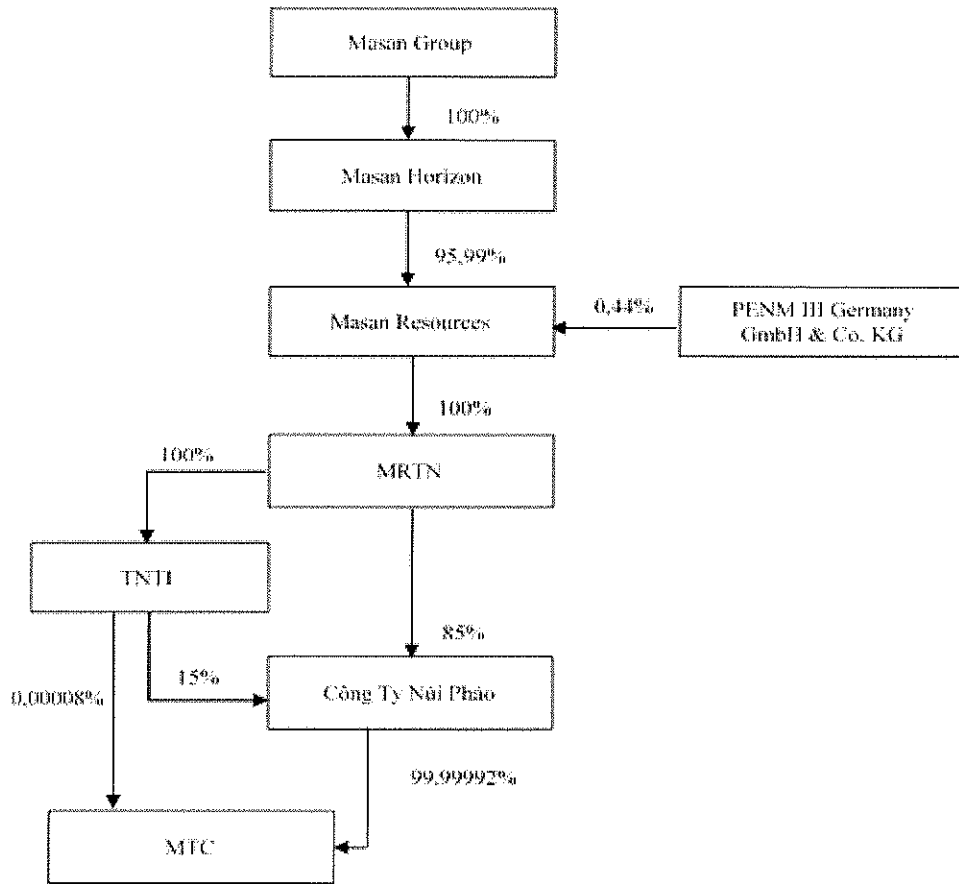 Masan Group
100%
Masan Horizon
95,99%
Masan Resources
0,44%
PENM III Germany
GmbH & Co. KG
100%
MRTN
100%
TNTI
85%
15%
Công Ty Núi Pháo
0,00008%
99,99992%
MTC